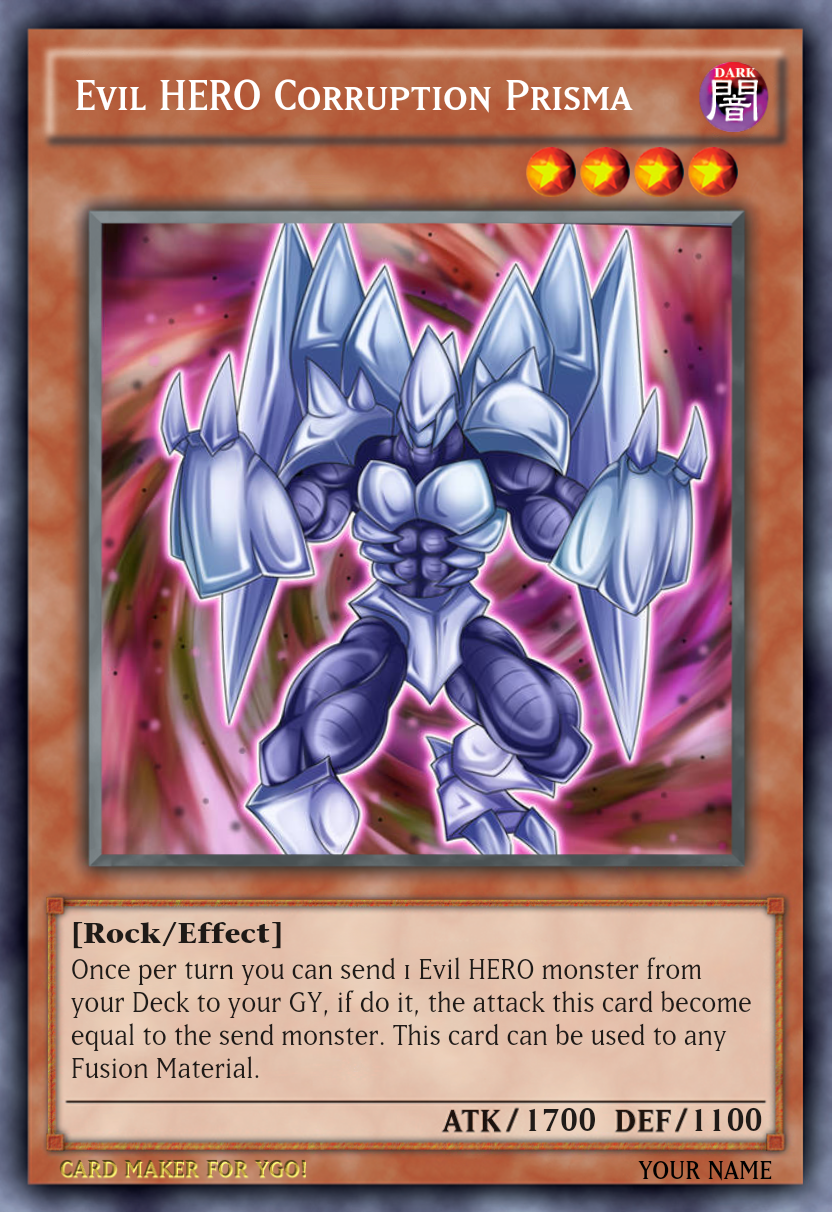 Evil HERO Corruption Prisma
DARK
闇
[Rock/Effect]
Once per turn you can send 1 Evil HERO monster from
your Deck to your GY, if do it, the attack this card become
equal to the send monster. This card can be used to any
Fusion Material.
ATK/1700 DEF/1100
CARD MAKER FOR YGO! YOUR NAME